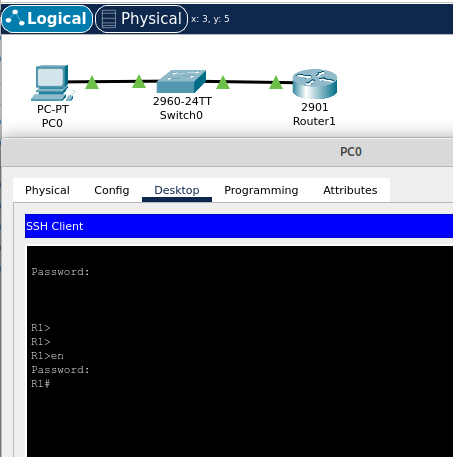 Logical
Physical
x: 3, y: 5
PC-PT
PC0
2960-24TT
Switch0
2901
Router1
PC0
Physical
Config
Desktop
Programming
Attributes
SSH Client
Password:
R1>
R1>
R1>en
Password:
R1#